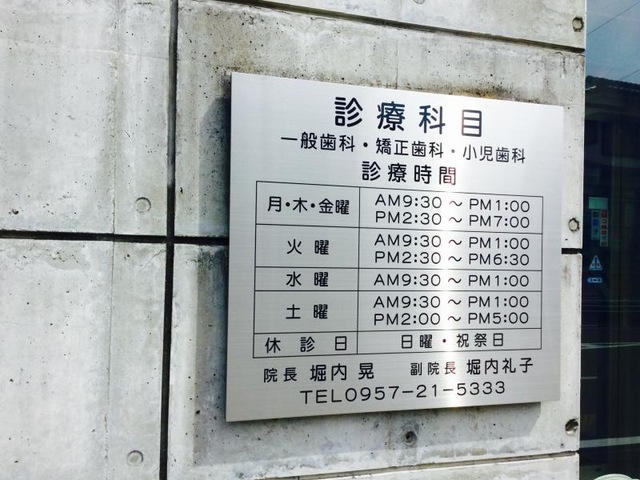 診療科目
一般歯科・矯正歯科・小児歯科
診療時間
月・木・金曜 AM9:30～PM1:00
PM2:30～PM7:00
火曜 AM9:30～PM1:00
PM2:30～PM6:30
水曜 AM9:30～PM1:00
土曜 AM9:30～PM1:00
PM2:00～PM5:00
休診日 日曜・祝祭日
院長 堀内晃 副院長 堀内礼子
TEL0957-21-5333